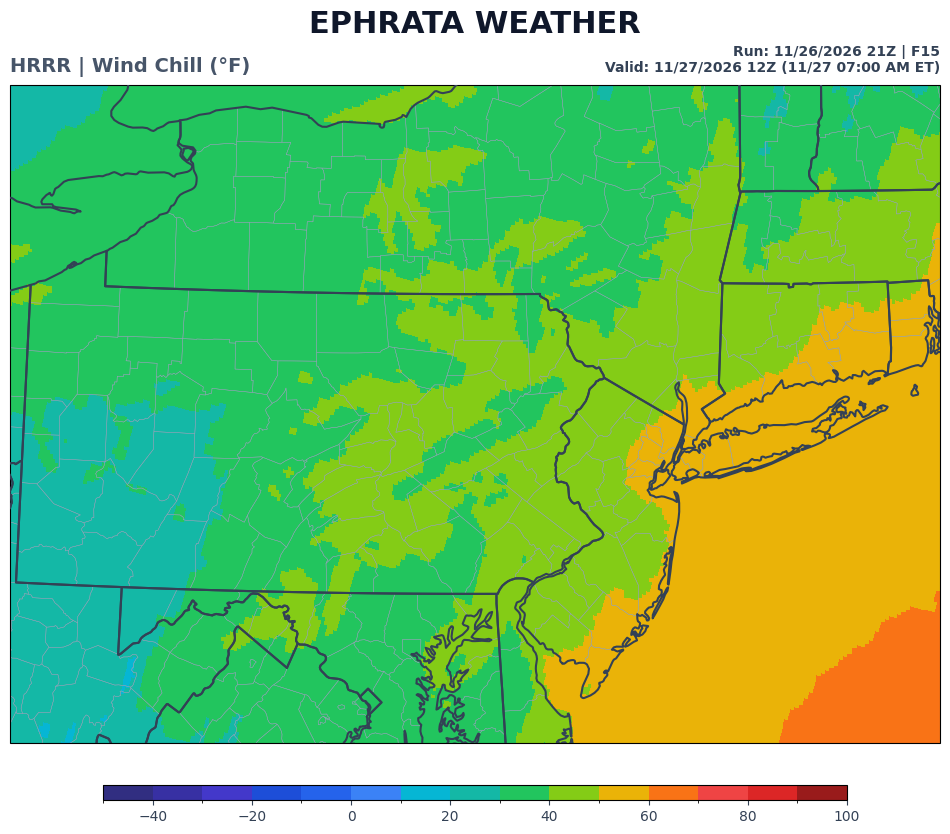 EPHRATA WEATHER
HRRR | Wind Chill (°F)
Run: 11/26/2026 21Z | F15
Valid: 11/27/2026 12Z (11/27 07:00 AM ET)
−40 −20 0 20 40 60 80 100